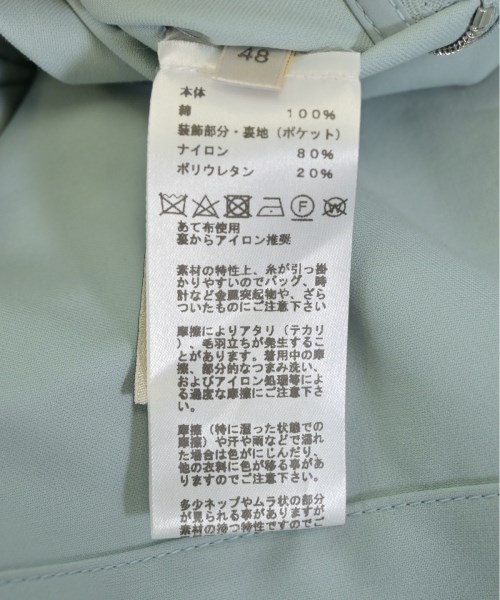 48
本体
綿 100%
装飾部分・裏地(ポケット)
ナイロン 80%
ポリウレタン 20%
F W
あて布使用
裏からアイロン推奨
素材の特性上、糸が引っ掛
かりやすいのでバッグ、時
計など金属突起物や、ざら
ついたものにご注意下さい
摩擦によりアタリ(テカリ
)、毛羽立ちが発生するこ
とがあります。着用中の摩
擦、部分的なつまみ洗い、
およびアイロン処理等によ
る過度な摩擦にご注意下さ
い。
摩擦(特に湿った状態での
摩擦)や汗や雨などで濡れ
た場合は色がにじんだり、
他の衣料に色が移る事があ
りますのでご注意下さい。
多少ネップやムラ状の部分
が見られる事がありますが
素材の持つ特性ですのでご